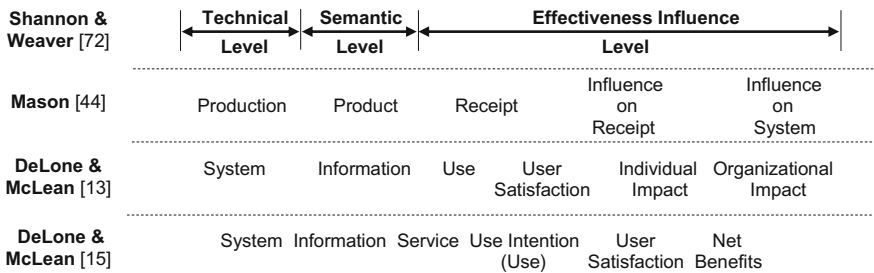 Shannon & Weaver [72] Technical Level Semantic Level Effectiveness Influence Level
Mason [44] Production Product Receipt Influence on Receipt Influence on System
DeLone & McLean [13] System Information Use User Satisfaction Individual Impact Organizational Impact
DeLone & McLean [15] System Information Service Use Intention (Use) User Satisfaction Net Benefits